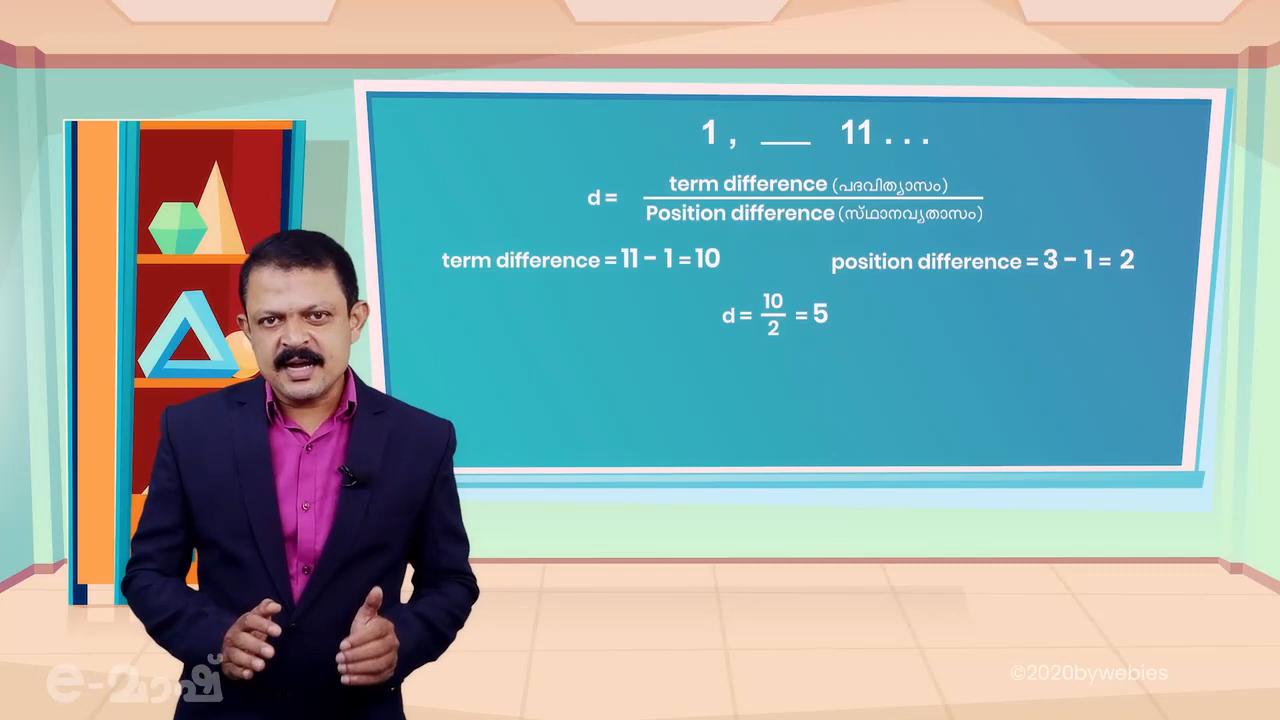 1 , ___ 11 . . .
d = term difference (പദവിത്യാസം)
Position difference (സ്ഥാനവ്യതാസം)
term difference = 11 − 1 = 10
position difference = 3 − 1 = 2
d = 10/2 = 5
e-മാഷ്
©2020bywebies